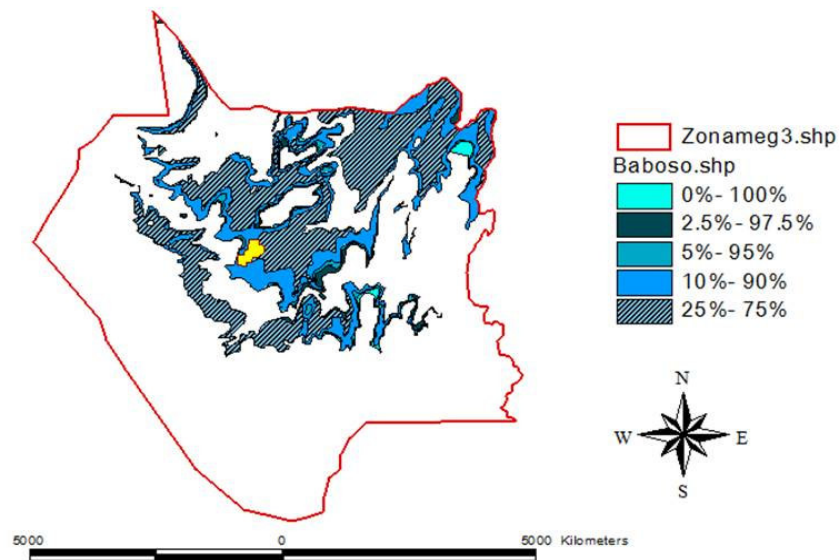 Zonameg3.shp
Baboso.shp
0%- 100%
2.5%- 97.5%
5%- 95%
10%- 90%
25%- 75%
N
W E
S
5000 0 5000 Kilometers